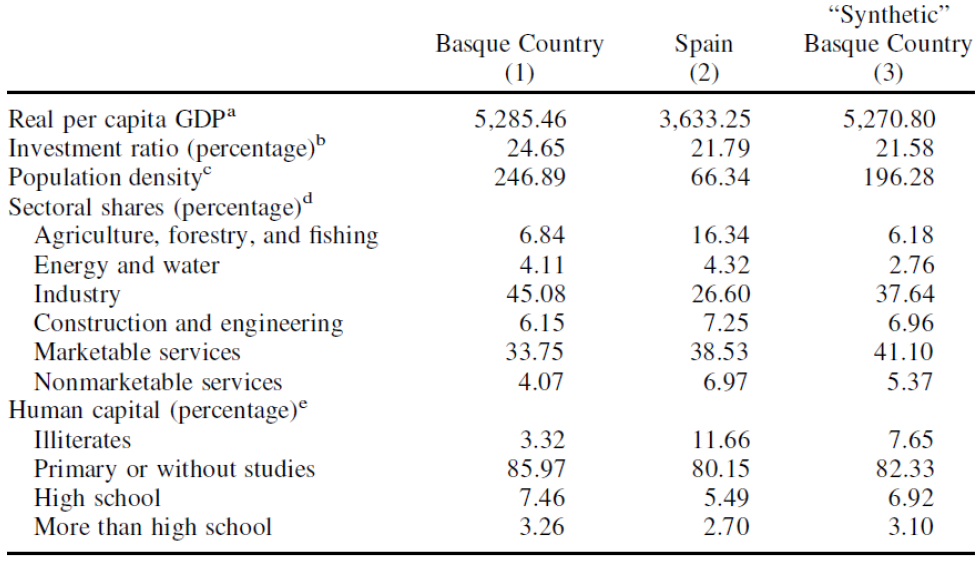 “Synthetic”
Basque Country Spain Basque Country
(1) (2) (3)
Real per capita GDPᵃ 5,285.46 3,633.25 5,270.80
Investment ratio (percentage)ᵇ 24.65 21.79 21.58
Population densityᶜ 246.89 66.34 196.28
Sectoral shares (percentage)ᵈ
Agriculture, forestry, and fishing 6.84 16.34 6.18
Energy and water 4.11 4.32 2.76
Industry 45.08 26.60 37.64
Construction and engineering 6.15 7.25 6.96
Marketable services 33.75 38.53 41.10
Nonmarketable services 4.07 6.97 5.37
Human capital (percentage)ᵉ
Illiterates 3.32 11.66 7.65
Primary or without studies 85.97 80.15 82.33
High school 7.46 5.49 6.92
More than high school 3.26 2.70 3.10